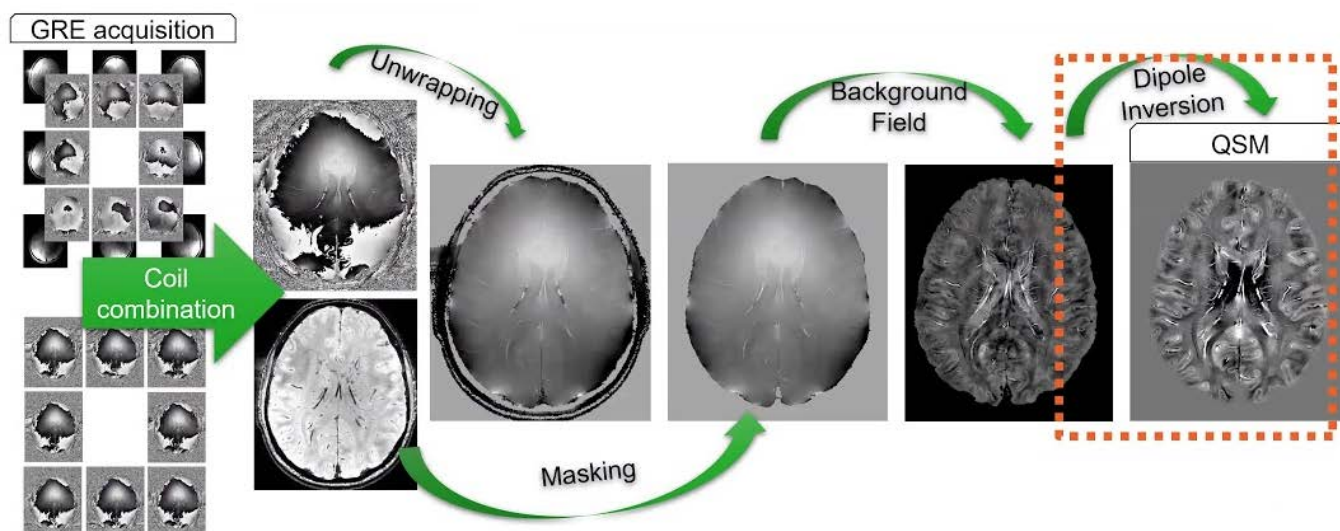 GRE acquisition
Coil
combination
Unwrapping
Masking
Background
Field
Dipole
Inversion
QSM